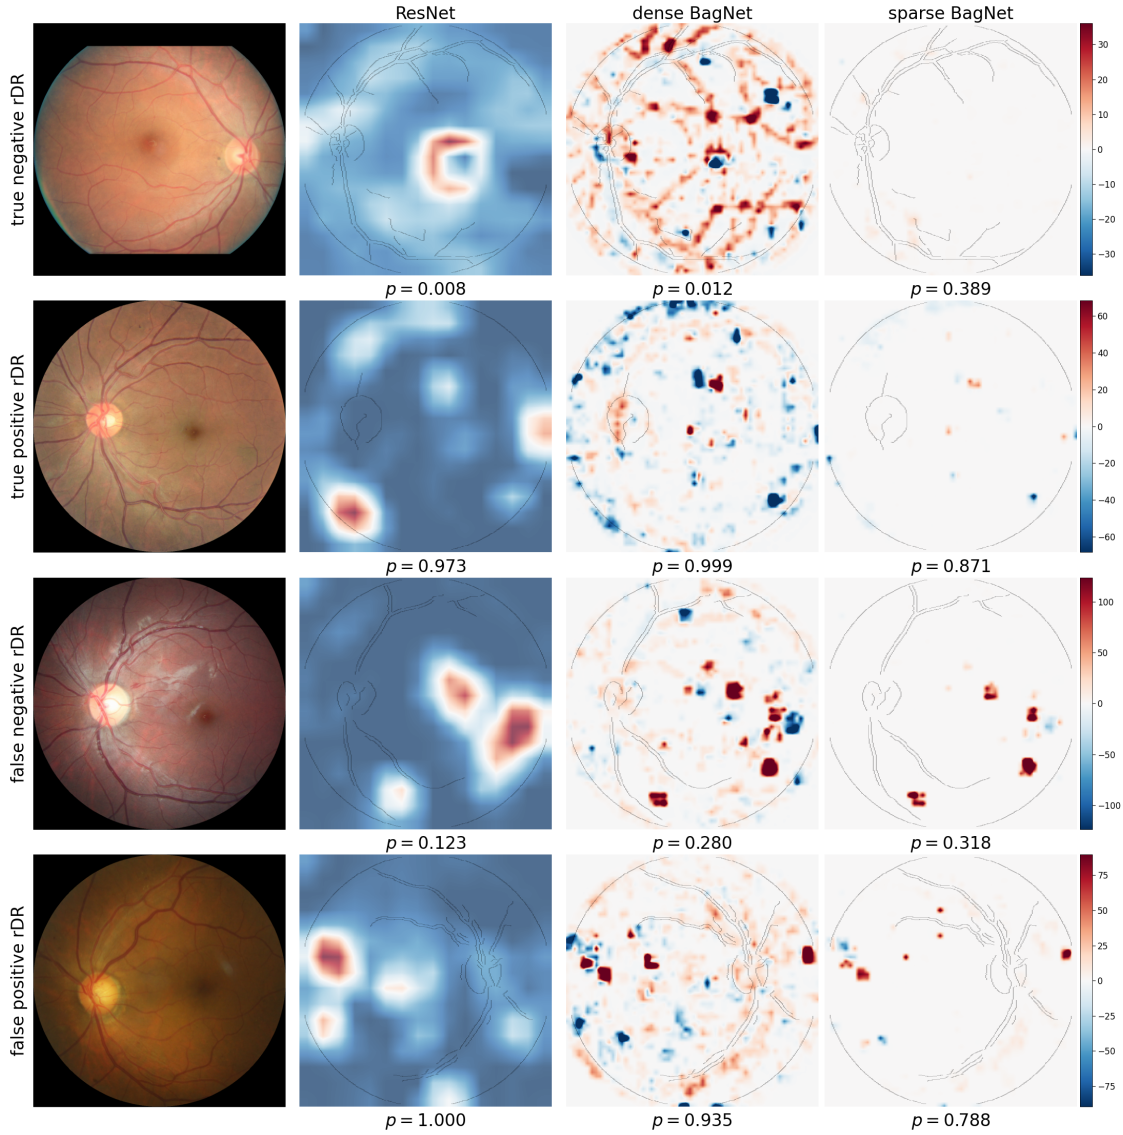 ResNet dense BagNet sparse BagNet
true negative rDR
30
20
10
0
−10
−20
−30
p = 0.008 p = 0.012 p = 0.389
true positive rDR
60
40
20
0
−20
−40
−60
p = 0.973 p = 0.999 p = 0.871
false negative rDR
100
50
0
−50
−100
p = 0.123 p = 0.280 p = 0.318
false positive rDR
75
50
25
0
−25
−50
−75
p = 1.000 p = 0.935 p = 0.788